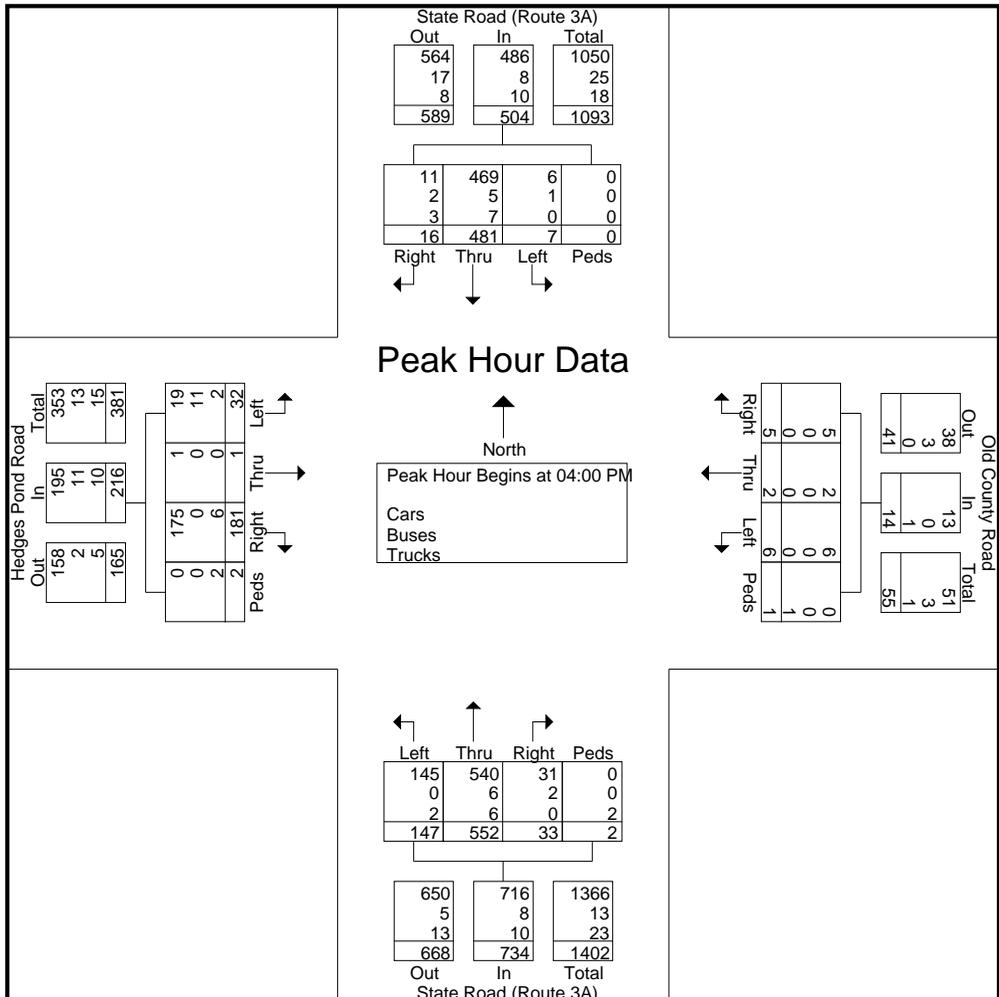 State Road (Route 3A)
Out In Total
564 486 1050
17 8 25
8 10 18
589 504 1093
11 469 6 0
2 5 1 0
3 7 0 0
16 481 7 0
Right Thru Left Peds
Peak Hour Data
North
Peak Hour Begins at 04:00 PM
Cars
Buses
Trucks
Hedges Pond Road
Out In Total
158 195 353
2 11 13
5 10 15
165 216 381
0 175 1 19
0 0 0 11
2 6 0 2
2 181 1 32
Peds Right Thru Left
Old County Road
Out In Total
38 13 51
3 0 3
0 1 1
41 14 55
5 2 6 0
0 0 0 0
0 0 0 1
5 2 6 1
Right Thru Left Peds
Left Thru Right Peds
145 540 31 0
0 6 2 0
2 6 0 2
147 552 33 2
650 716 1366
5 8 13
13 10 23
668 734 1402
Out In Total
State Road (Route 3A)